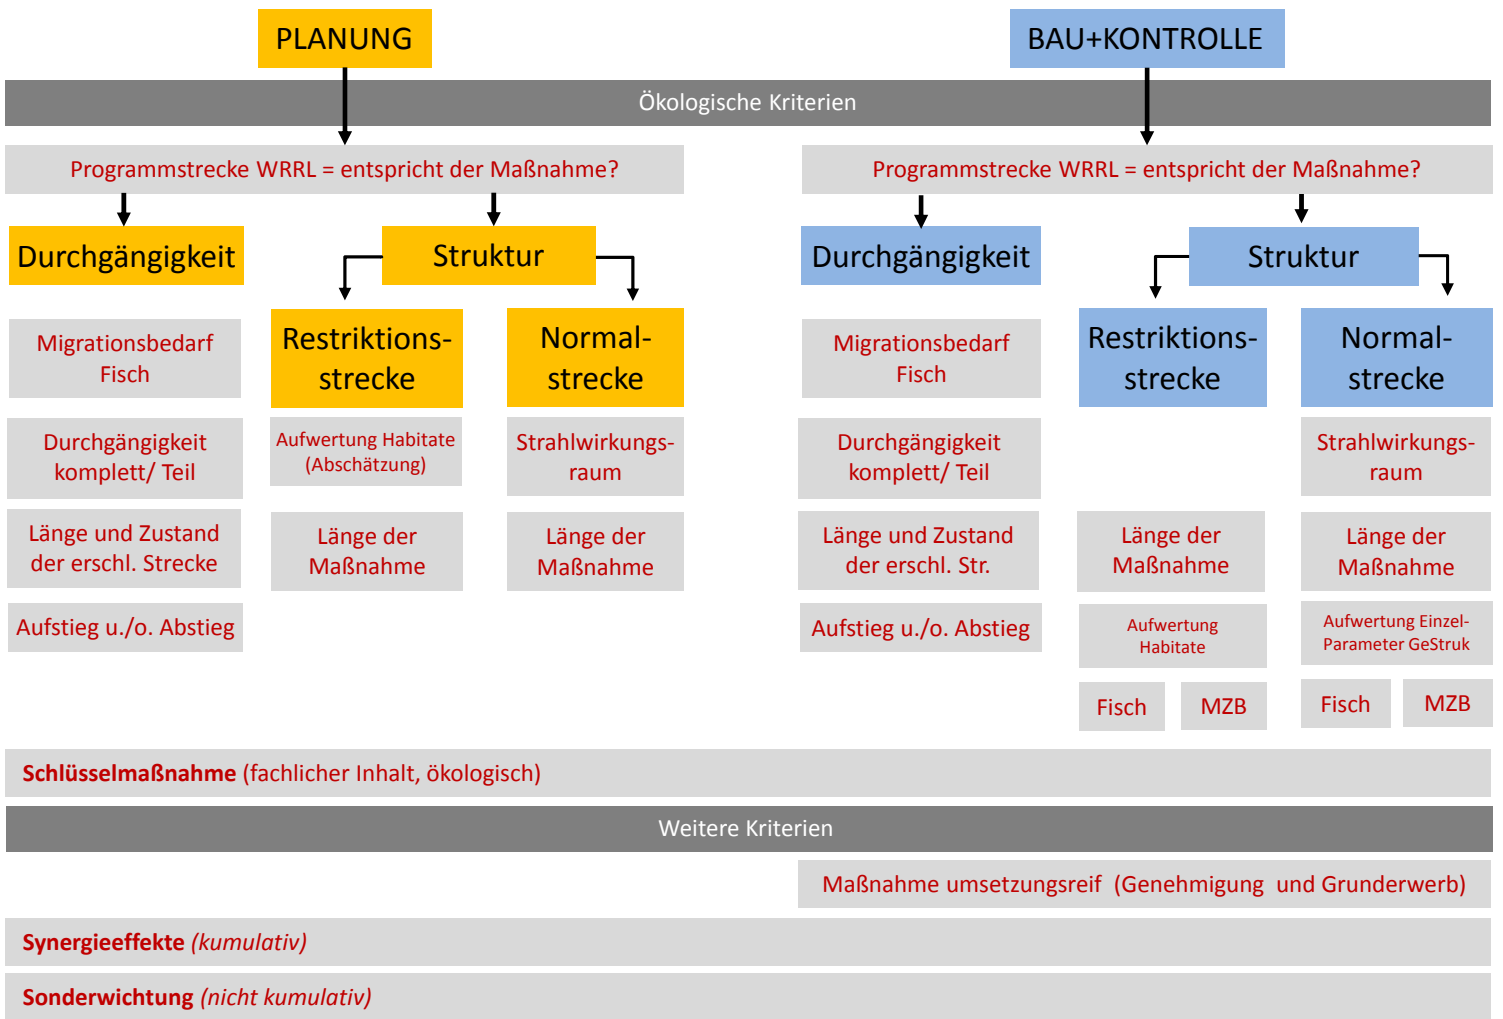 PLANUNG
BAU+KONTROLLE
Ökologische Kriterien
Programmstrecke WRRL = entspricht der Maßnahme?
Programmstrecke WRRL = entspricht der Maßnahme?
Durchgängigkeit
Struktur
Restriktions-
strecke
Normal-
strecke
Migrationsbedarf
Fisch
Durchgängigkeit
komplett/ Teil
Aufwertung Habitate
(Abschätzung)
Strahlwirkungs-
raum
Länge und Zustand
der erschl. Strecke
Länge der
Maßnahme
Länge der
Maßnahme
Aufstieg u./o. Abstieg
Durchgängigkeit
Struktur
Restriktions-
strecke
Normal-
strecke
Migrationsbedarf
Fisch
Durchgängigkeit
komplett/ Teil
Strahlwirkungs-
raum
Länge und Zustand
der erschl. Str.
Länge der
Maßnahme
Länge der
Maßnahme
Aufstieg u./o. Abstieg
Aufwertung
Habitate
Aufwertung Einzel-
Parameter GeStruk
Fisch
MZB
Fisch
MZB
Schlüsselmaßnahme (fachlicher Inhalt, ökologisch)
Weitere Kriterien
Maßnahme umsetzungsreif (Genehmigung und Grunderwerb)
Synergieeffekte (kumulativ)
Sonderwichtung (nicht kumulativ)